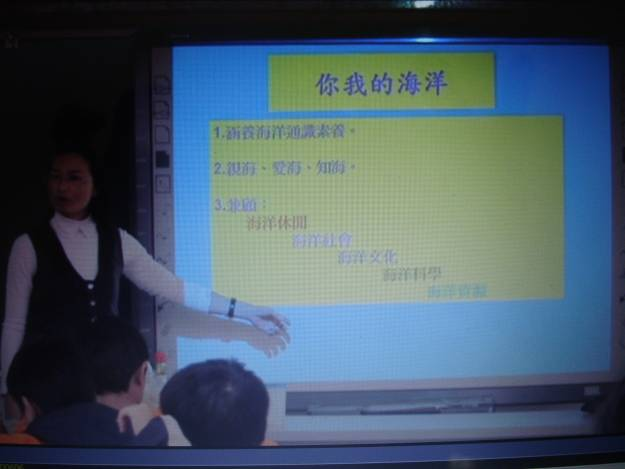 你我的海洋
1.涵養海洋通識素養。
2.親海、愛海、知海。
3.兼顧：
海洋休閒
海洋社會
海洋文化
海洋科學
海洋資源